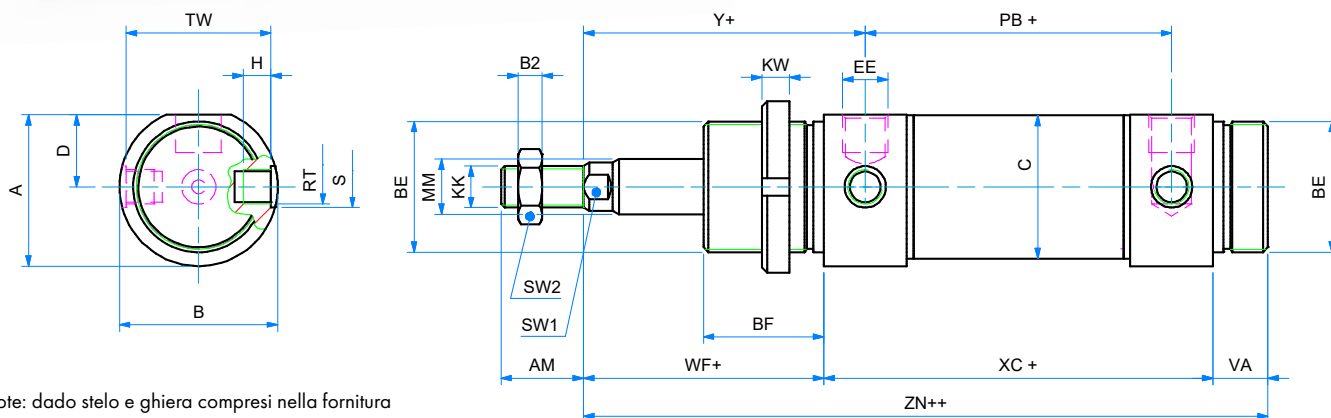 TW
Y+
PB +
H
B2
KW
EE
D
A
RT
S
BE
MM
KK
C
BE
SW2
SW1
B
BF
AM
WF+
XC +
VA
ote: dado stelo e ghiera compresi nella fornitura
ZN++